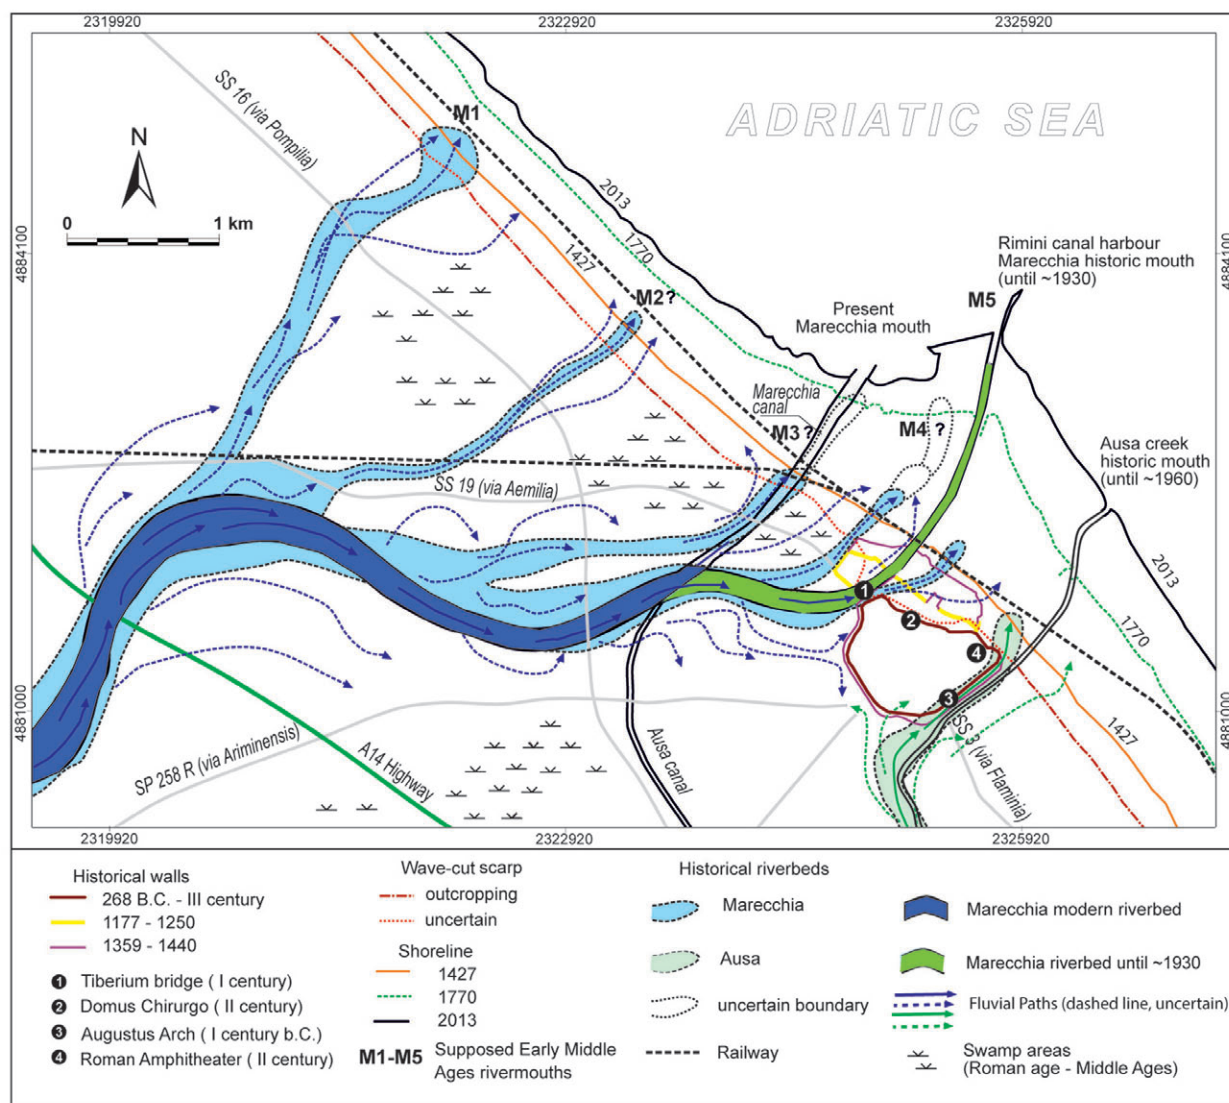 2319920
2322920
2325920
4884100
4881000
4884100
4881000
N
0
1 km
SS 16 (via Pompilia)
M1
ADRIATIC SEA
2013
1770
1427
M2?
Rimini canal harbour
Marecchia historic mouth
(until ~1930)
M5
Present
Marecchia mouth
Marecchia
canal
M3?
M4?
Ausa creek
historic mouth
(until ~1960)
SS 19 (via Aemilia)
2013
1770
1427
1
2
4
3
SS 3 (via Flaminia)
SP 258 R (via Ariminensis)
A14 Highway
Ausa canal
2319920
2322920
2325920
Historical walls
268 B.C. - III century
1177 - 1250
1359 - 1440
1 Tiberium bridge ( I century)
2 Domus Chirurgo ( II century)
3 Augustus Arch ( I century b.C.)
4 Roman Amphitheater ( II century)
Wave-cut scarp
outcropping
uncertain
Shoreline
1427
1770
2013
M1-M5 Supposed Early Middle
Ages rivermouths
Historical riverbeds
Marecchia
Ausa
uncertain boundary
Railway
Marecchia modern riverbed
Marecchia riverbed until ~1930
Fluvial Paths (dashed line, uncertain)
Swamp areas
(Roman age - Middle Ages)